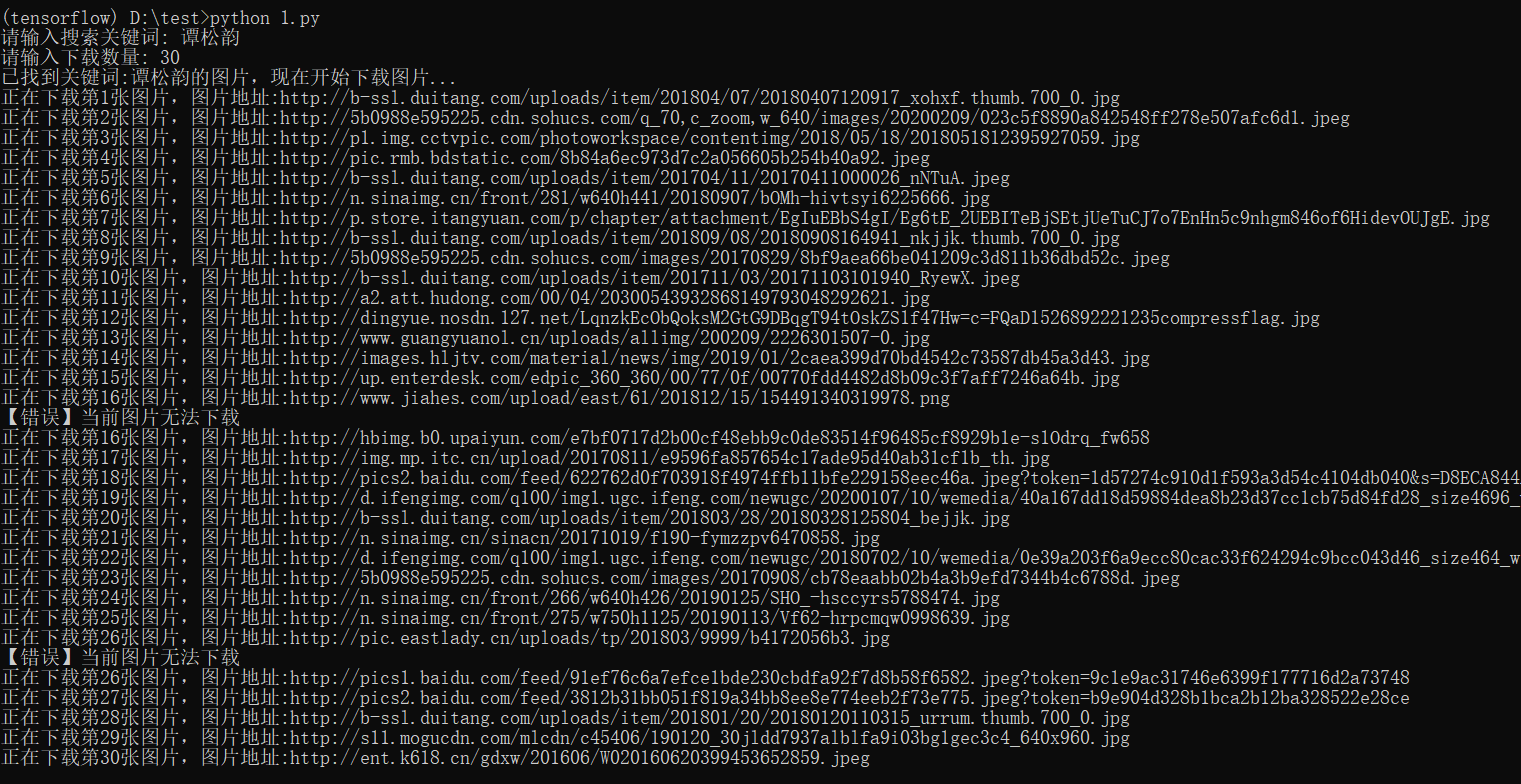 (tensorflow) D:\test>python 1.py
请输入搜索关键词: 谭松韵
请输入下载数量: 30
已找到关键词:谭松韵的图片，现在开始下载图片...
正在下载第1张图片，图片地址:http://b-ssl.duitang.com/uploads/item/201804/07/20180407120917_xohxf.thumb.700_0.jpg
正在下载第2张图片，图片地址:http://5b0988e595225.cdn.sohucs.com/q_70,c_zoom,w_640/images/20200209/023c5f8890a842548ff278e507afc6d1.jpeg
正在下载第3张图片，图片地址:http://p1.img.cctvpic.com/photoworkspace/contentimg/2018/05/18/2018051812395927059.jpg
正在下载第4张图片，图片地址:http://pic.rmb.bdstatic.com/8b84a6ec973d7c2a056605b254b40a92.jpeg
正在下载第5张图片，图片地址:http://b-ssl.duitang.com/uploads/item/201704/11/20170411000026_nNTuA.jpeg
正在下载第6张图片，图片地址:http://n.sinaimg.cn/front/281/w640h441/20180907/bOMh-hivtsyi6225666.jpg
正在下载第7张图片，图片地址:http://p.store.itangyuan.com/p/chapter/attachment/EgIuEBbS4gI/Eg6tE_2UEBITeBjSEtjUeTuCJ7o7EnHn5c9nhgm846of6HidevOUJgE.jpg
正在下载第8张图片，图片地址:http://b-ssl.duitang.com/uploads/item/201809/08/20180908164941_nkjjk.thumb.700_0.jpg
正在下载第9张图片，图片地址:http://5b0988e595225.cdn.sohucs.com/images/20170829/8bf9aea66be041209c3d811b36dbd52c.jpeg
正在下载第10张图片，图片地址:http://b-ssl.duitang.com/uploads/item/201711/03/20171103101940_RyewX.jpeg
正在下载第11张图片，图片地址:http://a2.att.hudong.com/00/04/20300543932868149793048292621.jpg
正在下载第12张图片，图片地址:http://dingyue.nosdn.127.net/LqnzkEcObQoksM2GtG9DBqgT94tOskZS1f47Hw=c=FQaD1526892221235compressflag.jpg
正在下载第13张图片，图片地址:http://www.guangyuanol.cn/uploads/allimg/200209/2226301507-0.jpg
正在下载第14张图片，图片地址:http://images.hljtv.com/material/news/img/2019/01/2caea399d70bd4542c73587db45a3d43.jpg
正在下载第15张图片，图片地址:http://up.enterdesk.com/edpic_360_360/00/77/0f/00770fdd4482d8b09c3f7aff7246a64b.jpg
正在下载第16张图片，图片地址:http://www.jiahes.com/upload/east/61/201812/15/154491340319978.png
【错误】当前图片无法下载
正在下载第16张图片，图片地址:http://hbimg.b0.upaiyun.com/e7bf0717d2b00cf48ebb9c0de83514f96485cf8929b1e-s1Odrq_fw658
正在下载第17张图片，图片地址:http://img.mp.itc.cn/upload/20170811/e9596fa857654c17ade95d40ab31cf1b_th.jpg
正在下载第18张图片，图片地址:http://pics2.baidu.com/feed/622762d0f703918f4974ffb11bfe229158eec46a.jpeg?token=1d57274c910d1f593a3d54c4104db040&s=D8ECA844
正在下载第19张图片，图片地址:http://d.ifengimg.com/q100/img1.ugc.ifeng.com/newugc/20200107/10/wemedia/40a167dd18d59884dea8b23d37cc1cb75d84fd28_size4696_
正在下载第20张图片，图片地址:http://b-ssl.duitang.com/uploads/item/201803/28/20180328125804_bejjk.jpg
正在下载第21张图片，图片地址:http://n.sinaimg.cn/sinacn/20171019/f190-fymzzpv6470858.jpg
正在下载第22张图片，图片地址:http://d.ifengimg.com/q100/img1.ugc.ifeng.com/newugc/20180702/10/wemedia/0e39a203f6a9ecc80cac33f624294c9bcc043d46_size464_w
正在下载第23张图片，图片地址:http://5b0988e595225.cdn.sohucs.com/images/20170908/cb78eaabb02b4a3b9efd7344b4c6788d.jpeg
正在下载第24张图片，图片地址:http://n.sinaimg.cn/front/266/w640h426/20190125/SHO_-hsccyrs5788474.jpg
正在下载第25张图片，图片地址:http://n.sinaimg.cn/front/275/w750h1125/20190113/Vf62-hrpcmqw0998639.jpg
正在下载第26张图片，图片地址:http://pic.eastlady.cn/uploads/tp/201803/9999/b4172056b3.jpg
【错误】当前图片无法下载
正在下载第26张图片，图片地址:http://pics1.baidu.com/feed/91ef76c6a7efce1bde230cbdfa92f7d8b58f6582.jpeg?token=9c1e9ac31746e6399f177716d2a73748
正在下载第27张图片，图片地址:http://pics2.baidu.com/feed/3812b31bb051f819a34bb8ee8e774eeb2f73e775.jpeg?token=b9e904d328b1bca2b12ba328522e28ce
正在下载第28张图片，图片地址:http://b-ssl.duitang.com/uploads/item/201801/20/20180120110315_urrum.thumb.700_0.jpg
正在下载第29张图片，图片地址:http://s11.mogucdn.com/mlcdn/c45406/190120_30jldd7937a1b1fa9i03bg1gec3c4_640x960.jpg
正在下载第30张图片，图片地址:http://ent.k618.cn/gdxw/201606/W020160620399453652859.jpeg